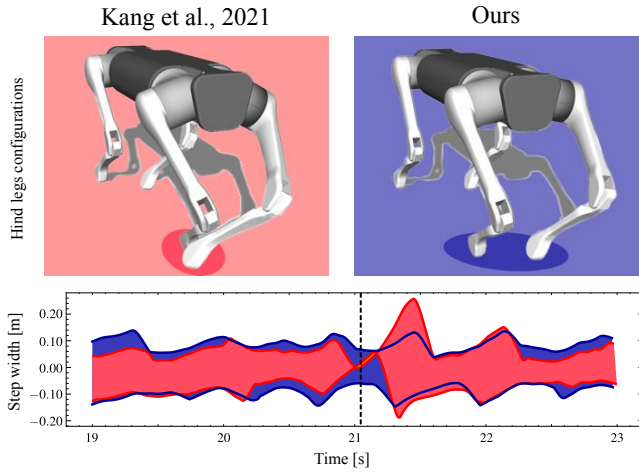 Kang et al., 2021
Ours
Hind legs configurations
Step width [m]
0.20
0.10
0.00
−0.10
−0.20
19
20
21
22
23
Time [s]